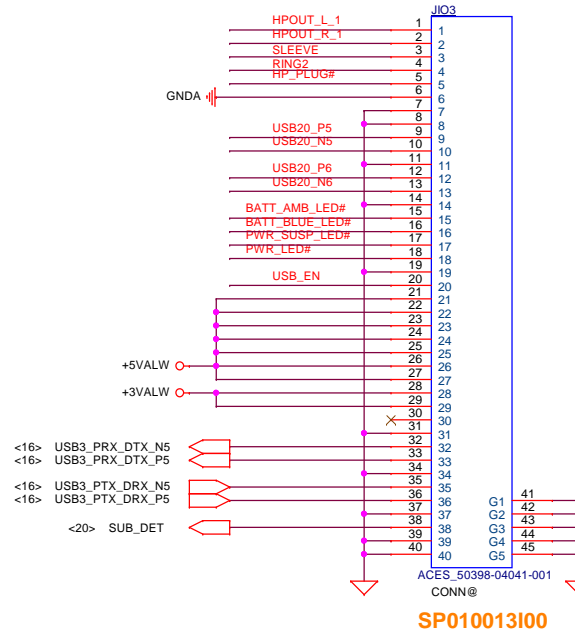 JIO3
HPOUT_L_1 1 1
HPOUT_R_1 2 2
SLEEVE 3 3
RING2 4 4
HP_PLUG# 5 5
GNDA 6 6
7 7
8 8
USB20_P5 9 9
USB20_N5 10 10
11 11
USB20_P6 12 12
USB20_N6 13 13
14 14
BATT_AMB_LED# 15 15
BATT_BLUE_LED# 16 16
PWR_SUSP_LED# 17 17
PWR_LED# 18 18
19 19
USB_EN 20 20
21 21
22 22
23 23
24 24
25 25
+5VALW 26 26
27 27
+3VALW 28 28
29 29
30 30
31 31
<16> USB3_PRX_DTX_N5 32 32
<16> USB3_PRX_DTX_P5 33 33
34 34
<16> USB3_PTX_DRX_N5 35 35
<16> USB3_PTX_DRX_P5 36 36 G1 41
37 37 G2 42
<20> SUB_DET 38 38 G3 43
39 39 G4 44
40 40 G5 45
ACES_50398-04041-001
CONN@
SP010013I00